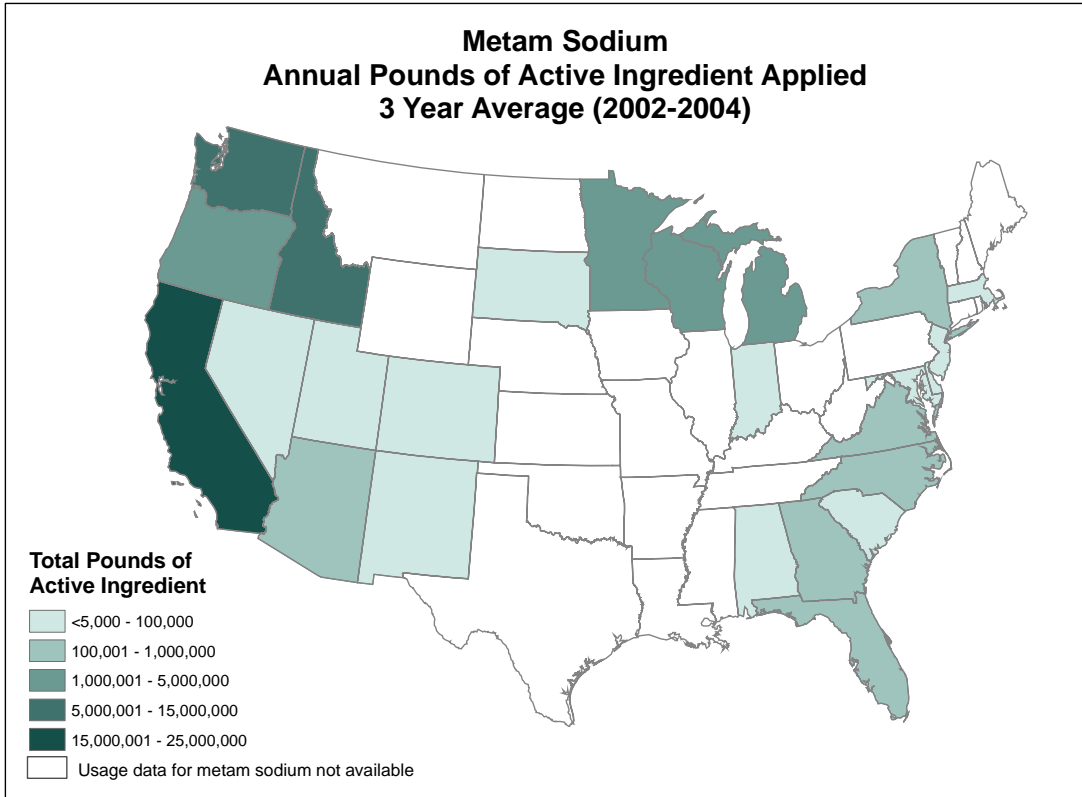 Metam Sodium
Annual Pounds of Active Ingredient Applied
3 Year Average (2002-2004)
Total Pounds of
Active Ingredient
<5,000 - 100,000
100,001 - 1,000,000
1,000,001 - 5,000,000
5,000,001 - 15,000,000
15,000,001 - 25,000,000
Usage data for metam sodium not available